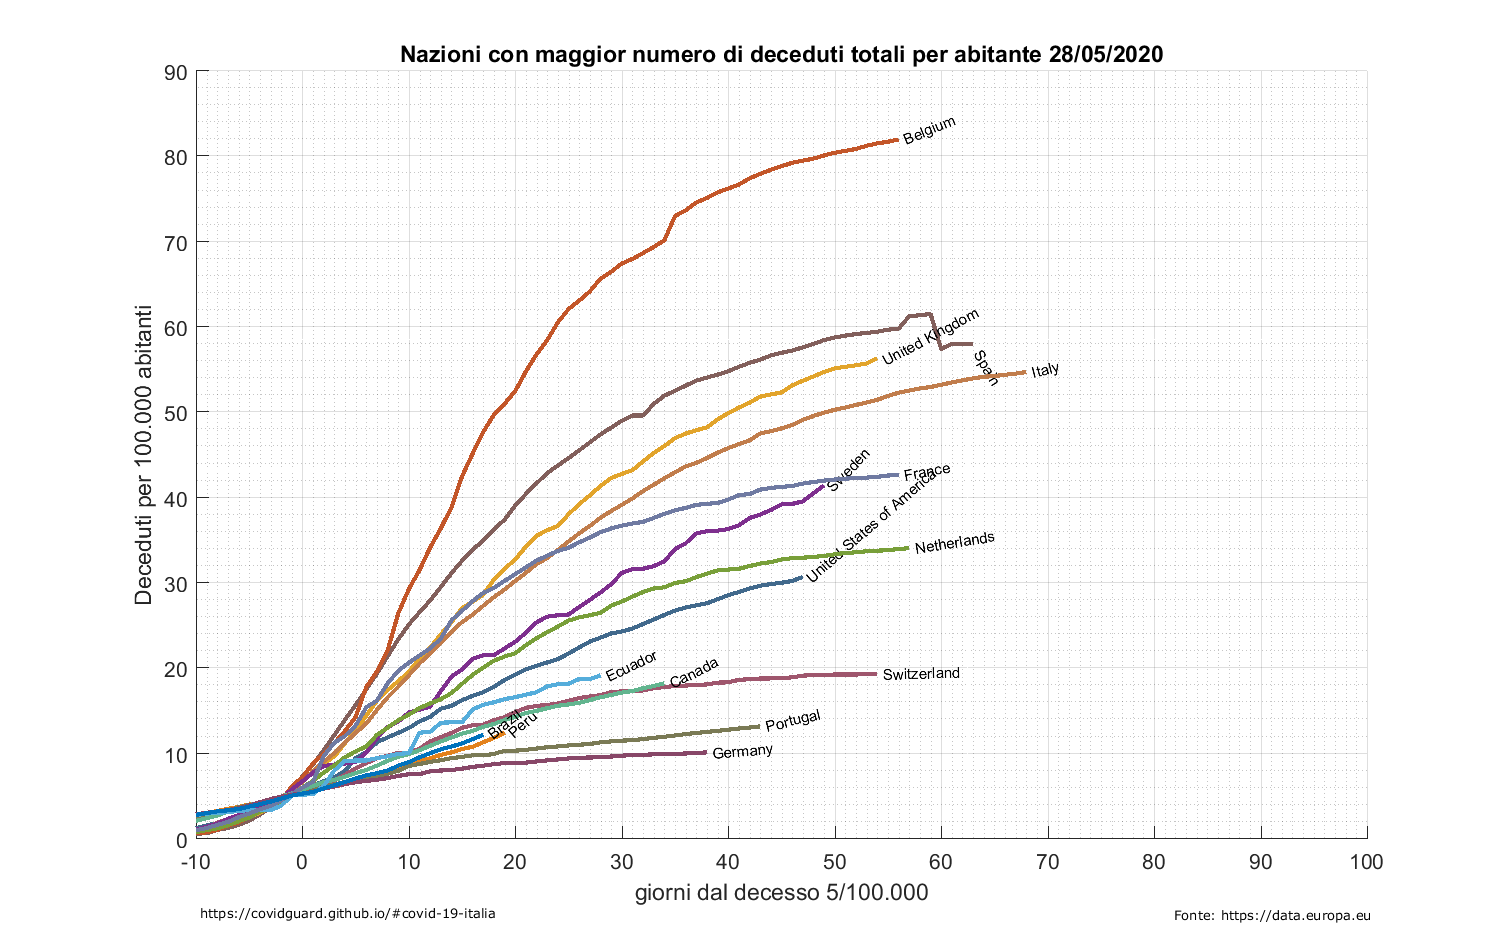 Nazioni con maggior numero di deceduti totali per abitante 28/05/2020
Deceduti per 100.000 abitanti
90
80
70
60
50
40
30
20
10
0
Belgium
United Kingdom
Spain
Italy
Sweden
France
United States of America
Netherlands
Ecuador
Canada
Switzerland
Brazil
Peru
Portugal
Germany
-10
0
10
20
30
40
50
60
70
80
90
100
giorni dal decesso 5/100.000
https://covidguard.github.io/#covid-19-italia
Fonte: https://data.europa.eu